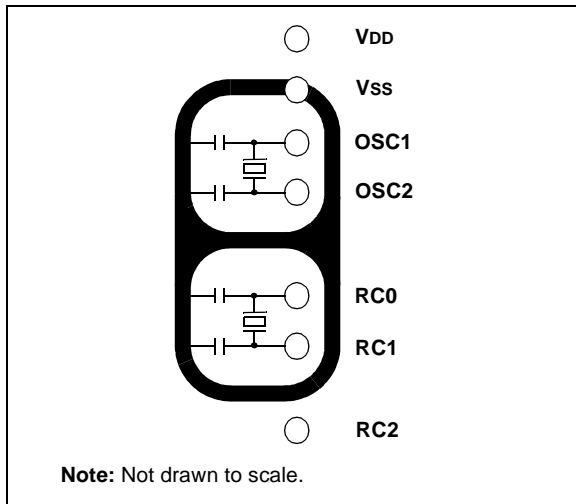 VDD
VSS
OSC1
OSC2
RC0
RC1
RC2
Note: Not drawn to scale.